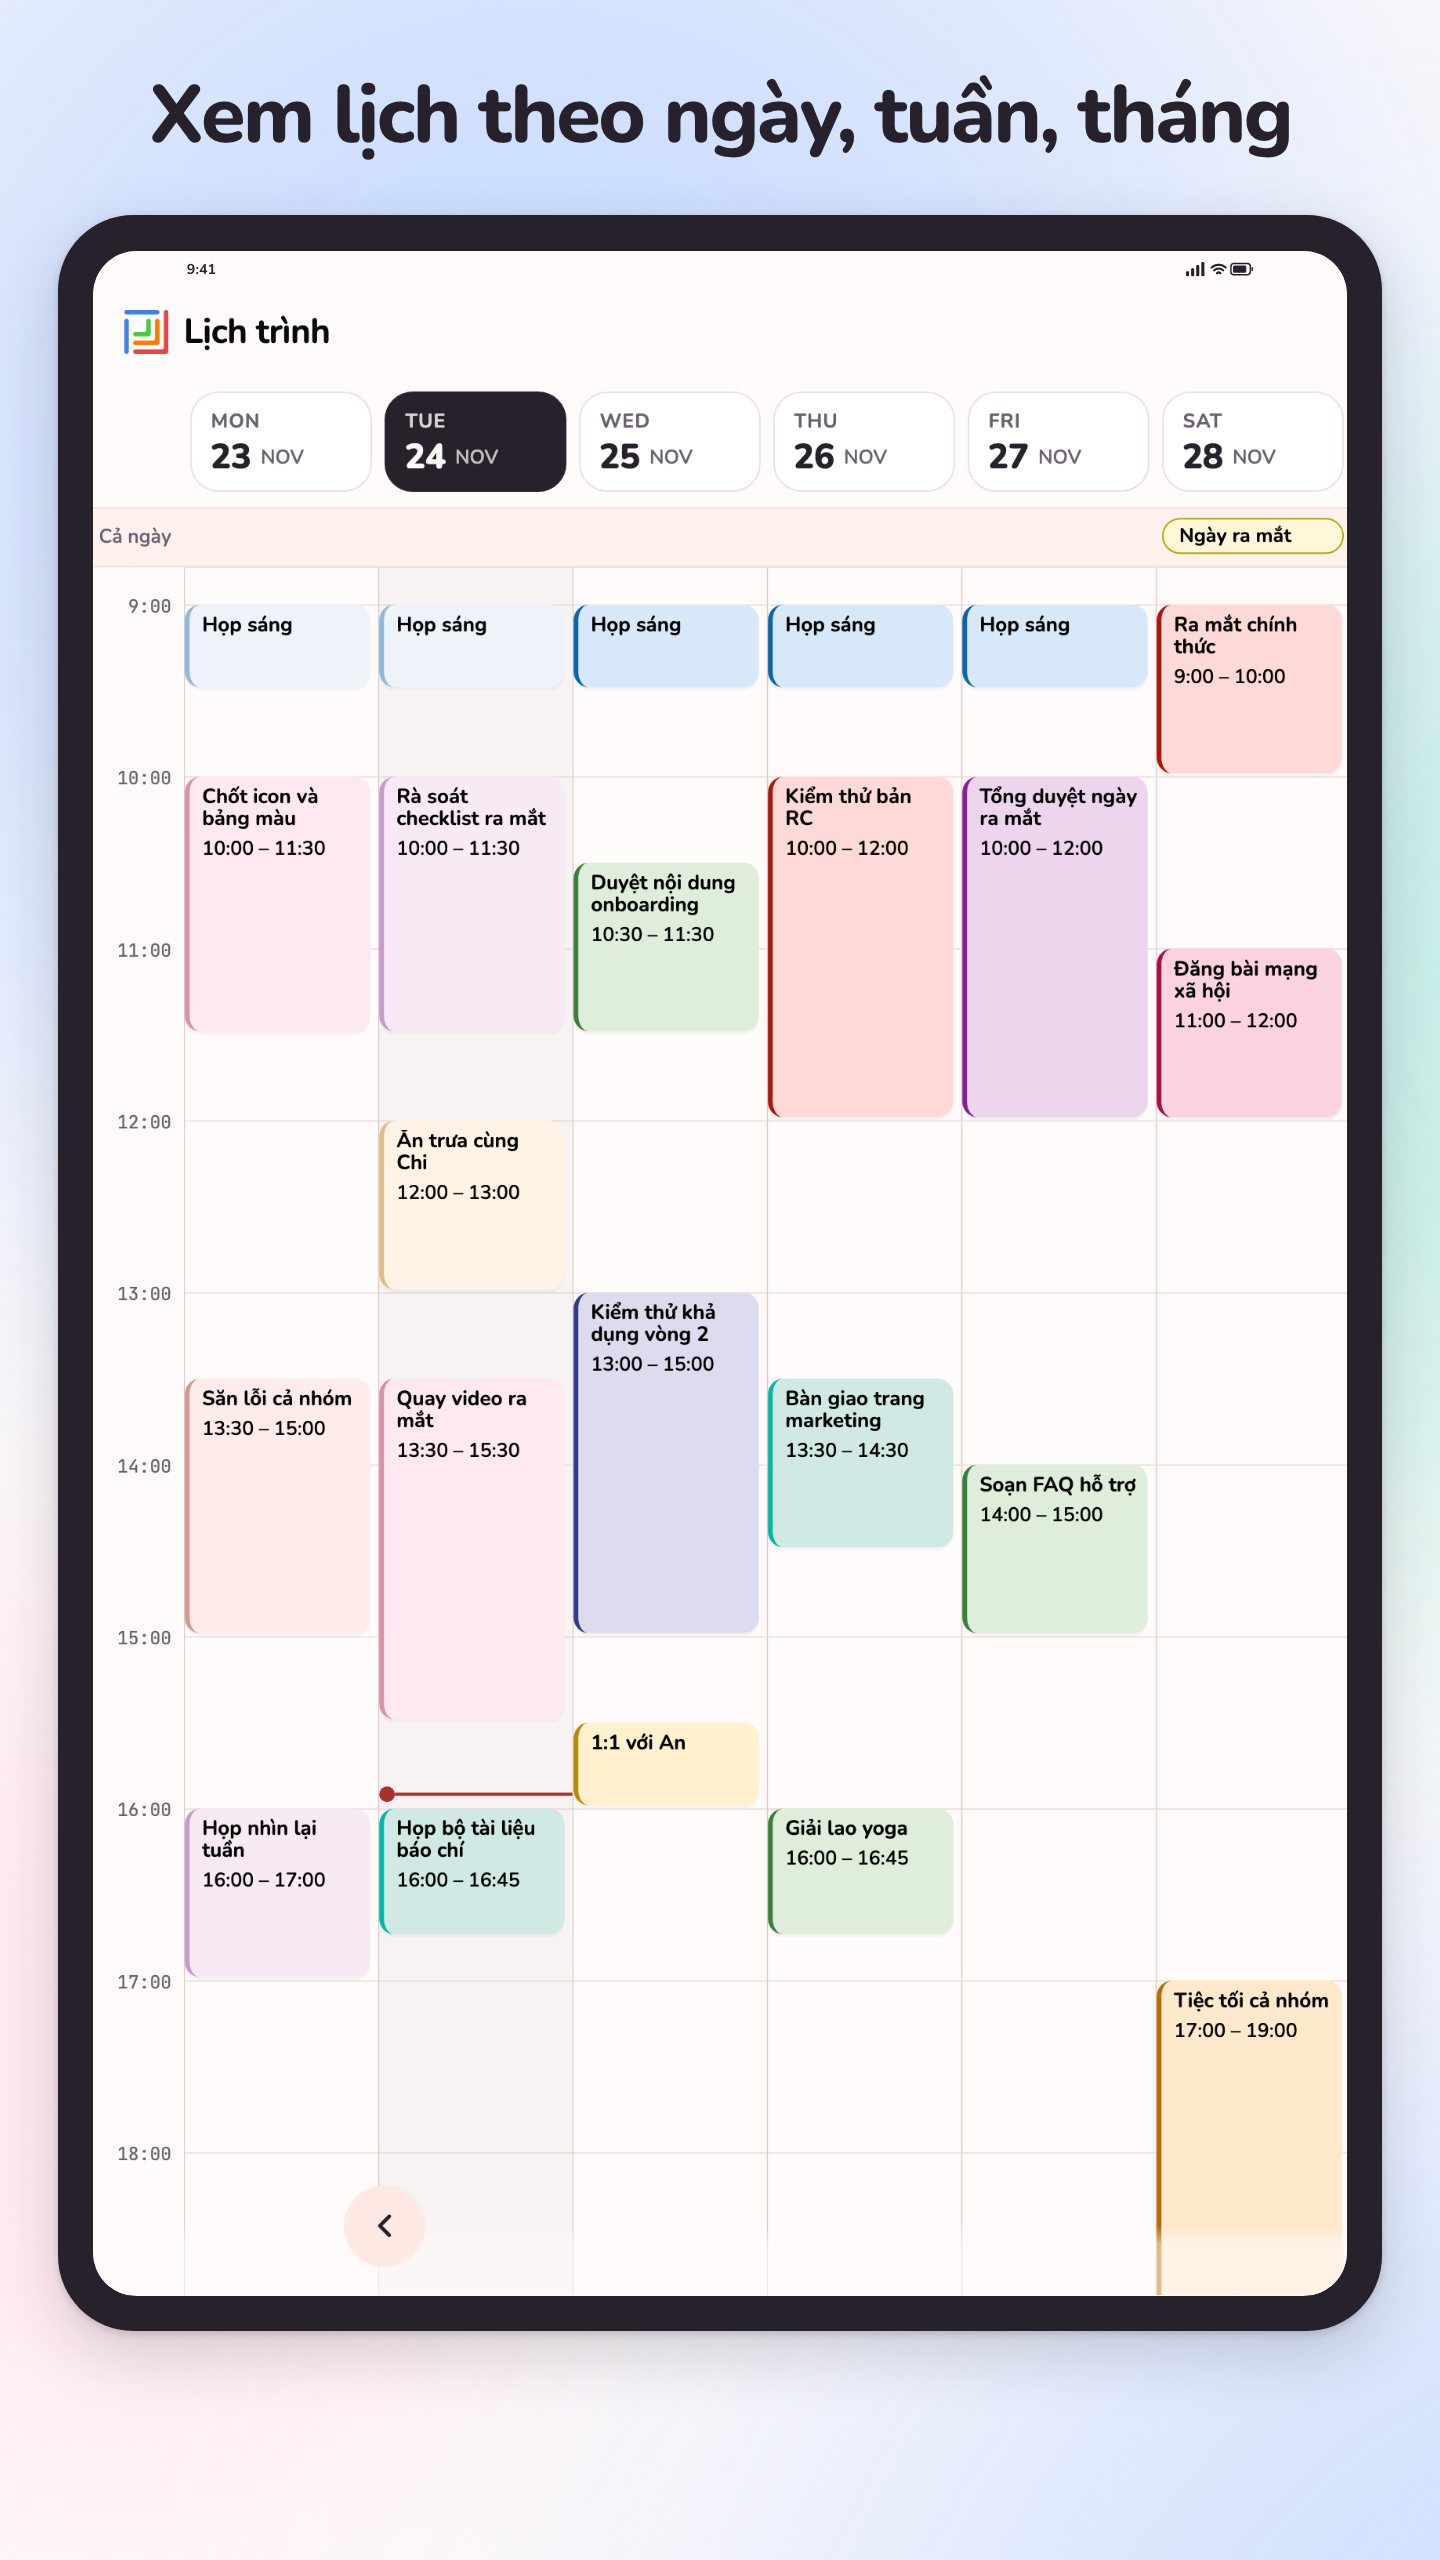 Xem lịch theo ngày, tuần, tháng
9:41
Lịch trình
MON
23 NOV
TUE
24 NOV
WED
25 NOV
THU
26 NOV
FRI
27 NOV
SAT
28 NOV
Cả ngày
Ngày ra mắt
9:00
Họp sáng
Họp sáng
Họp sáng
Họp sáng
Họp sáng
Ra mắt chính
thức
9:00 – 10:00
10:00
Chốt icon và
bảng màu
10:00 – 11:30
Rà soát
checklist ra mắt
10:00 – 11:30
Duyệt nội dung
onboarding
10:30 – 11:30
Kiểm thử bản
RC
10:00 – 12:00
Tổng duyệt ngày
ra mắt
10:00 – 12:00
11:00
Đăng bài mạng
xã hội
11:00 – 12:00
12:00
Ăn trưa cùng
Chi
12:00 – 13:00
13:00
Kiểm thử khả
dụng vòng 2
13:00 – 15:00
Săn lỗi cả nhóm
13:30 – 15:00
Quay video ra
mắt
13:30 – 15:30
Bàn giao trang
marketing
13:30 – 14:30
14:00
Soạn FAQ hỗ trợ
14:00 – 15:00
15:00
1:1 với An
16:00
Họp nhìn lại
tuần
16:00 – 17:00
Họp bộ tài liệu
báo chí
16:00 – 16:45
Giải lao yoga
16:00 – 16:45
17:00
Tiệc tối cả nhóm
17:00 – 19:00
18:00